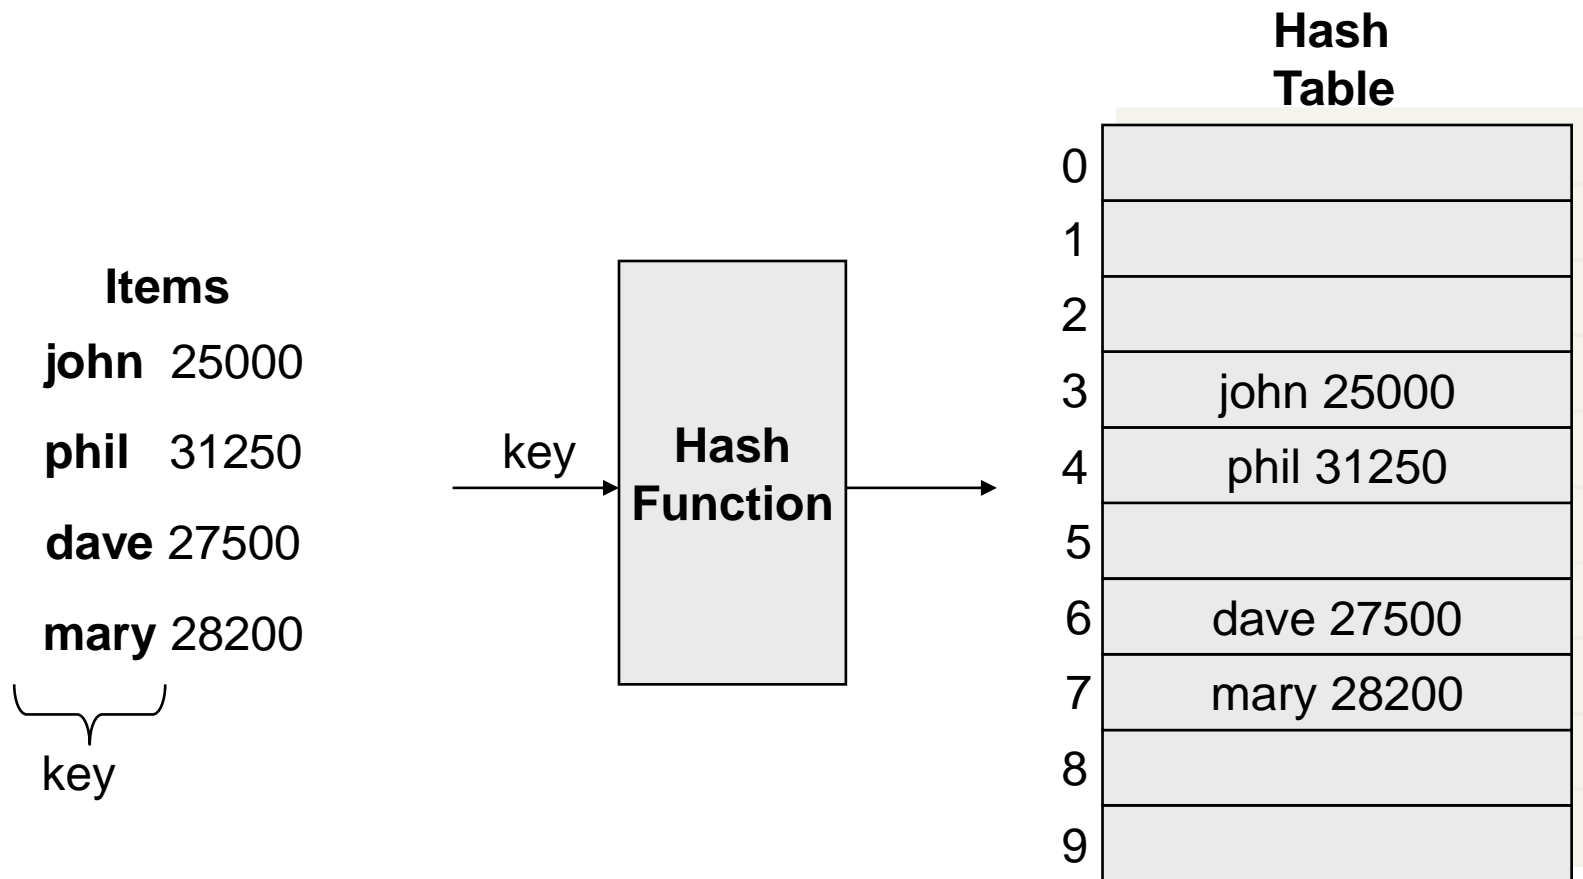 Items
john 25000
phil 31250
dave 27500
mary 28200
key
key
Hash
Function
Hash
Table
0
1
2
3 john 25000
4 phil 31250
5
6 dave 27500
7 mary 28200
8
9